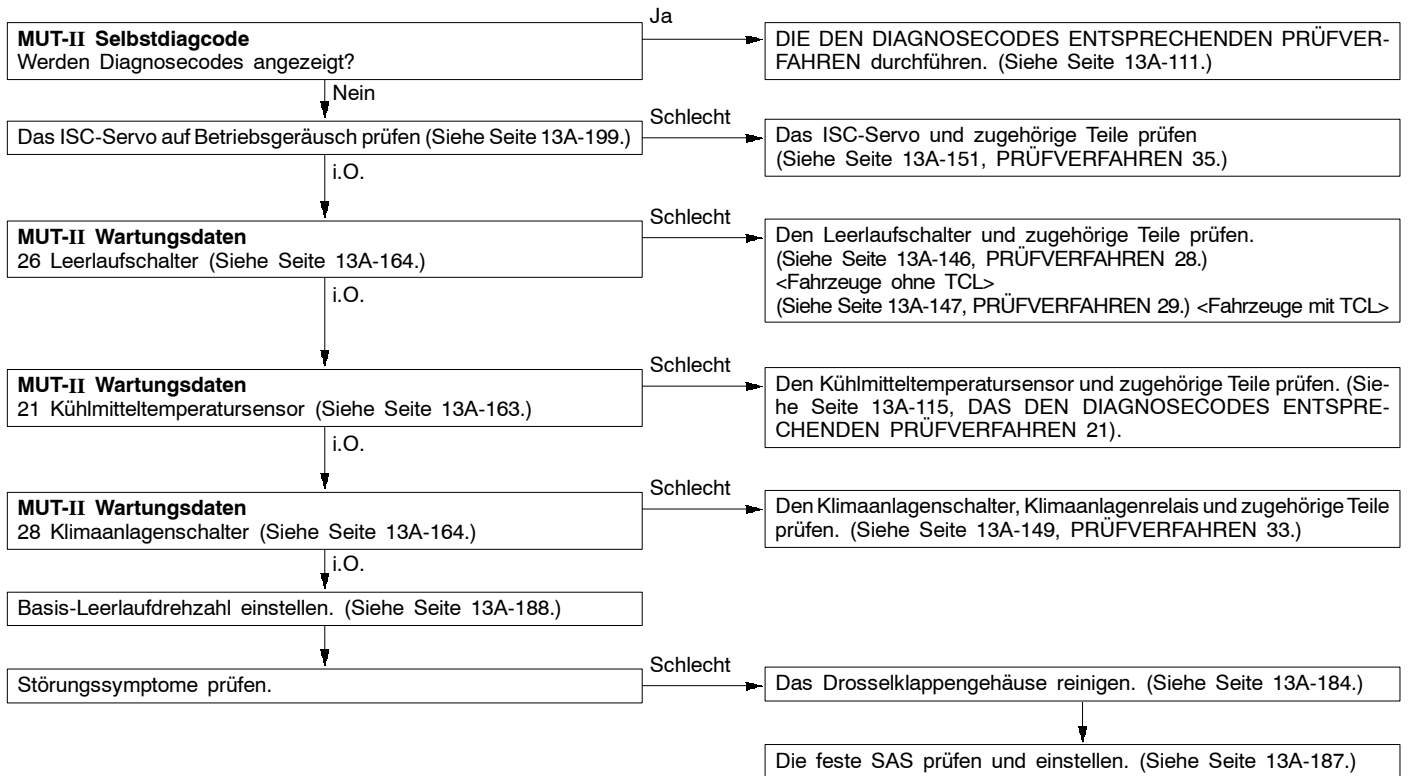 MUT-II Selbstdiagcode
Werden Diagnosecodes angezeigt?
Ja
DIE DEN DIAGNOSECODES ENTSPRECHENDEN PRÜFVER-
FAHREN durchführen. (Siehe Seite 13A-111.)
Nein
Das ISC-Servo auf Betriebsgeräusch prüfen (Siehe Seite 13A-199.)
Schlecht
Das ISC-Servo und zugehörige Teile prüfen
(Siehe Seite 13A-151, PRÜFVERFAHREN 35.)
i.O.
MUT-II Wartungsdaten
26 Leerlaufschalter (Siehe Seite 13A-164.)
Schlecht
Den Leerlaufschalter und zugehörige Teile prüfen.
(Siehe Seite 13A-146, PRÜFVERFAHREN 28.)
<Fahrzeuge ohne TCL>
(Siehe Seite 13A-147, PRÜFVERFAHREN 29.) <Fahrzeuge mit TCL>
i.O.
MUT-II Wartungsdaten
21 Kühlmitteltemperatursensor (Siehe Seite 13A-163.)
Schlecht
Den Kühlmitteltemperatursensor und zugehörige Teile prüfen. (Sie-
he Seite 13A-115, DAS DEN DIAGNOSECODES ENTSPRE-
CHENDEN PRÜFVERFAHREN 21).
i.O.
MUT-II Wartungsdaten
28 Klimaanlagenschalter (Siehe Seite 13A-164.)
Schlecht
Den Klimaanlagenschalter, Klimaanlagenrelais und zugehörige Teile
prüfen. (Siehe Seite 13A-149, PRÜFVERFAHREN 33.)
i.O.
Basis-Leerlaufdrehzahl einstellen. (Siehe Seite 13A-188.)
Störungssymptome prüfen.
Schlecht
Das Drosselklappengehäuse reinigen. (Siehe Seite 13A-184.)
Die feste SAS prüfen und einstellen. (Siehe Seite 13A-187.)